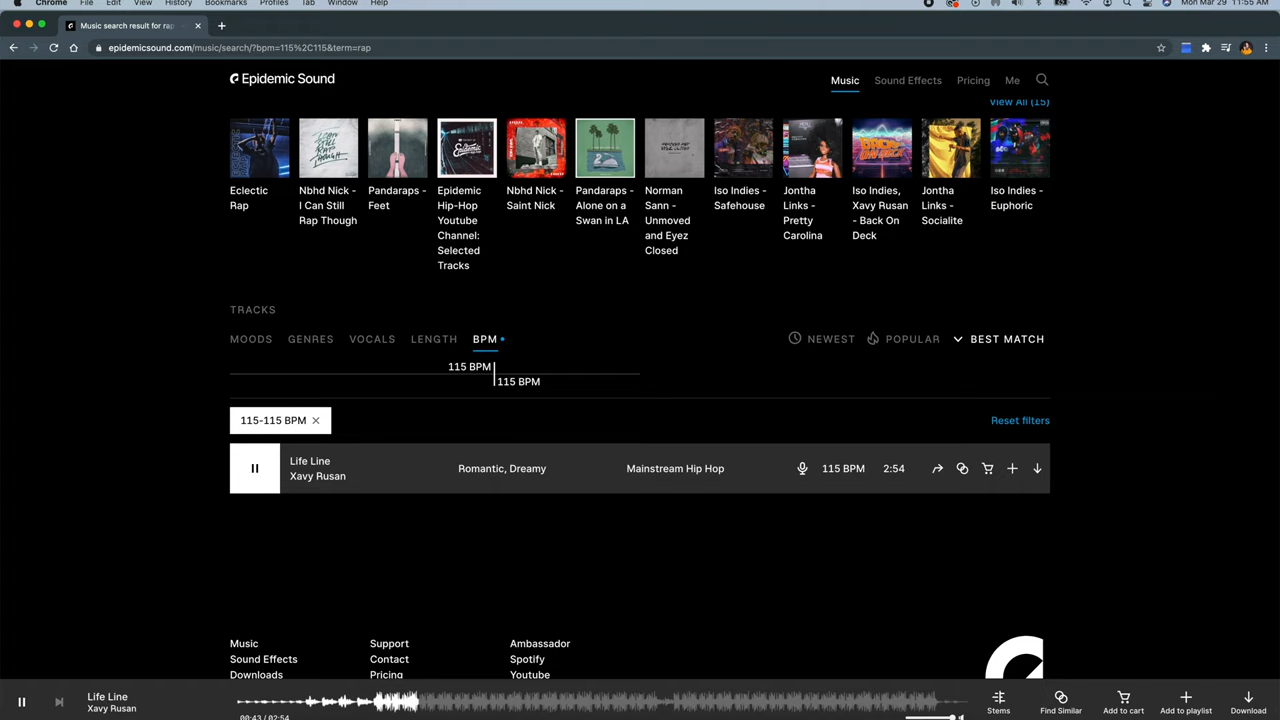 Chrome File Edit View History Bookmarks Profiles Tab Window Help Mon Mar 29 11:55 AM
Music search result for rap
epidemicsound.com/music/search/?bpm=115%2C115&term=rap
Epidemic Sound
Music Sound Effects Pricing Me
View All (15)
Eclectic Rap
Nbhd Nick - I Can Still Rap Though
Pandaraps - Feet
Epidemic Hip-Hop Youtube Channel: Selected Tracks
Nbhd Nick - Saint Nick
Pandaraps - Alone on a Swan in LA
Norman Sann - Unmoved and Eyez Closed
Iso Indies - Safehouse
Jontha Links - Pretty Carolina
Iso Indies, Xavy Rusan - Back On Deck
Jontha Links - Socialite
Iso Indies - Euphoric
TRACKS
MOODS GENRES VOCALS LENGTH BPM NEWEST POPULAR BEST MATCH
115 BPM
115 BPM
115-115 BPM Reset filters
Life Line
Xavy Rusan
Romantic, Dreamy Mainstream Hip Hop 115 BPM 2:54
Music Support Ambassador
Sound Effects Contact Spotify
Downloads Pricing Youtube
Life Line
Xavy Rusan
00:43 / 02:54
Stems Find Similar Add to cart Add to playlist Download